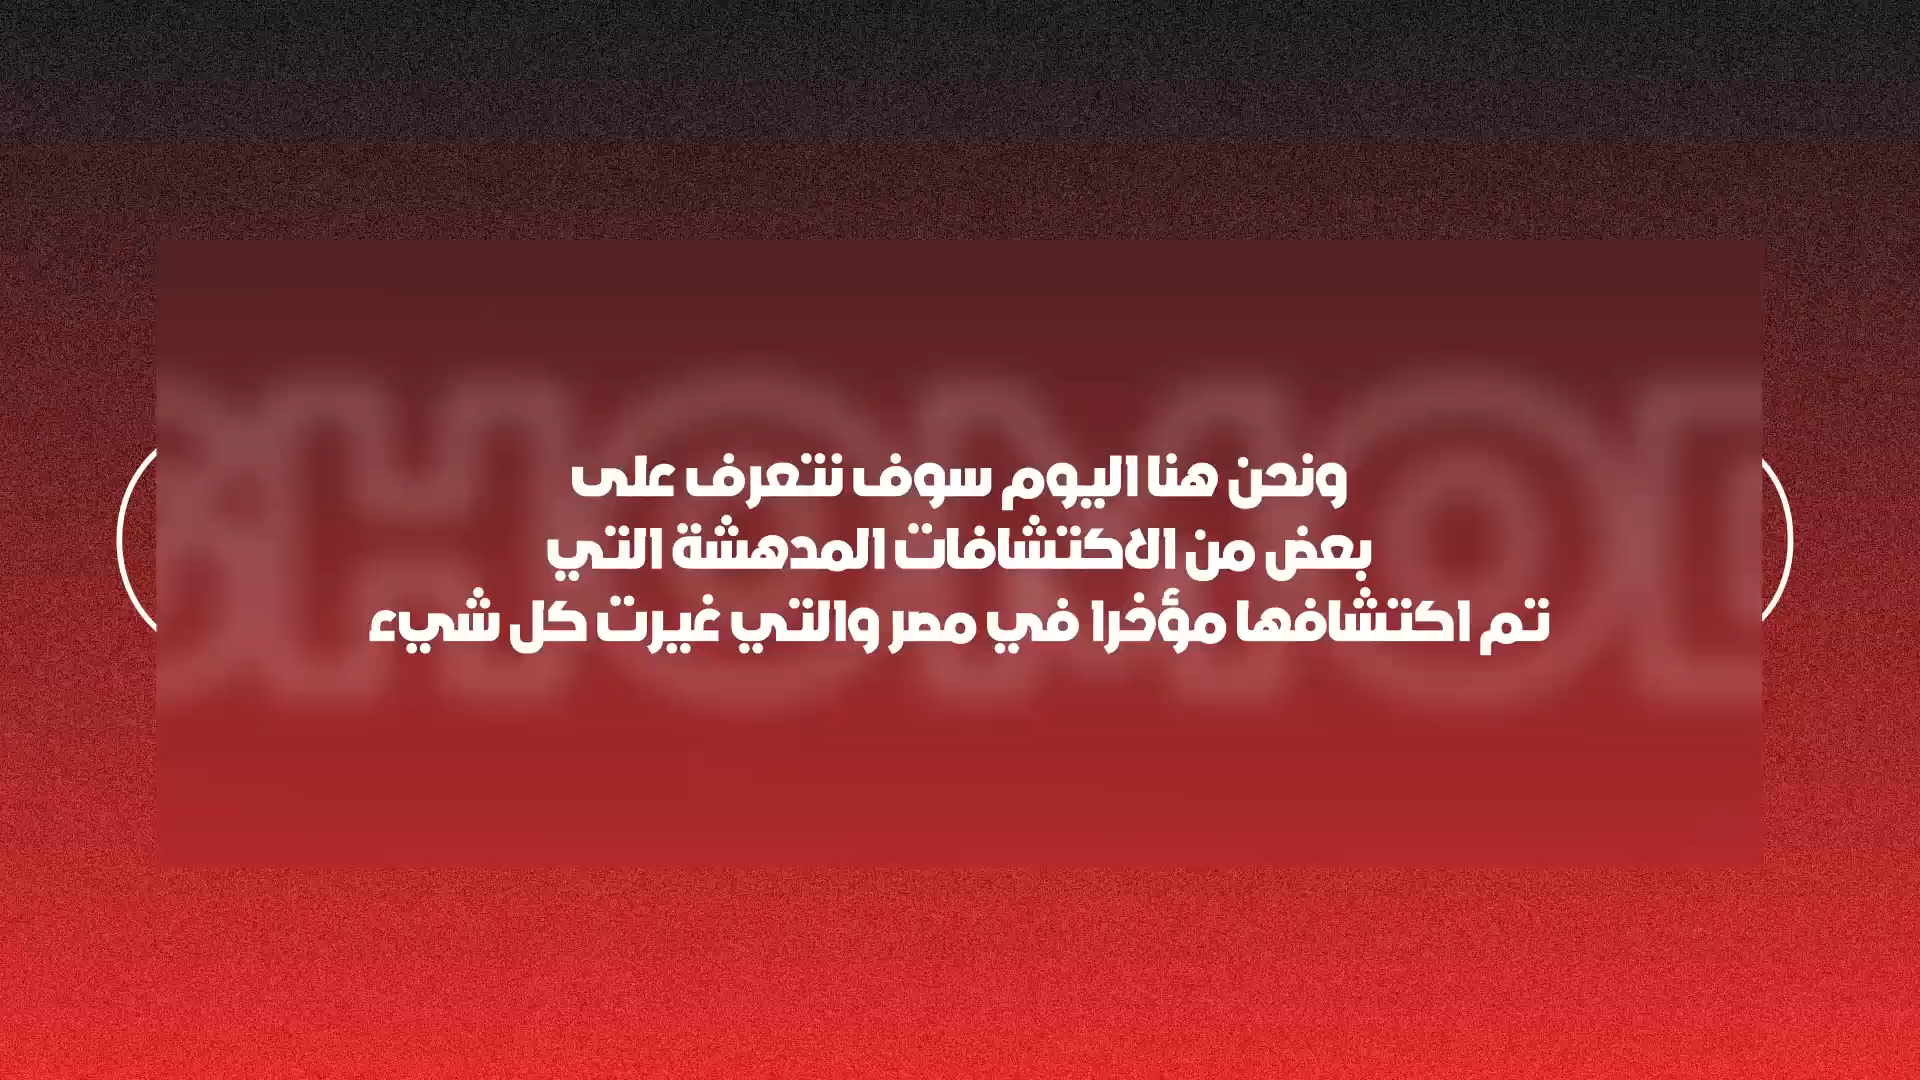 ونحن هنا اليوم سوف نتعرف على
بعض من الاكتشافات المدهشة التي
تم اكتشافها مؤخرا في مصر والتي غيرت كل شيء